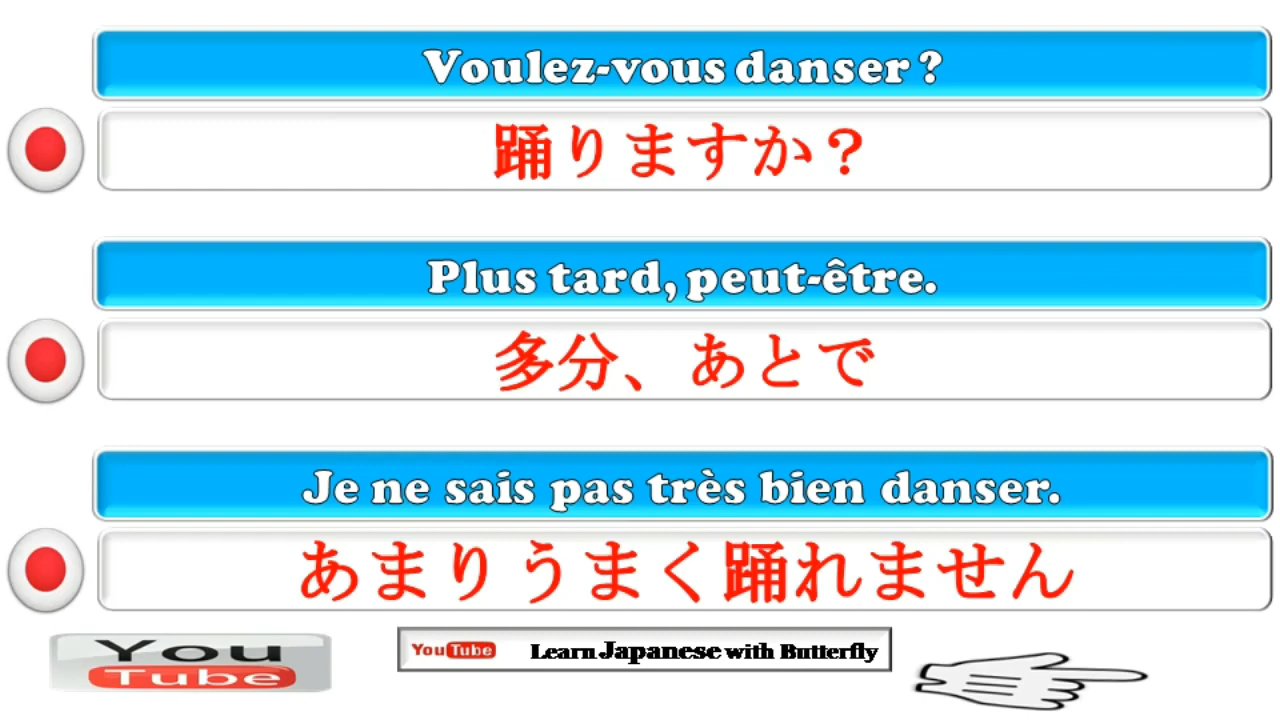 Voulez-vous danser ?
踊りますか？
Plus tard, peut-être.
多分、あとで
Je ne sais pas très bien danser.
あまりうまく踊れません
You
Tube
YouTube Learn Japanese with Butterfly